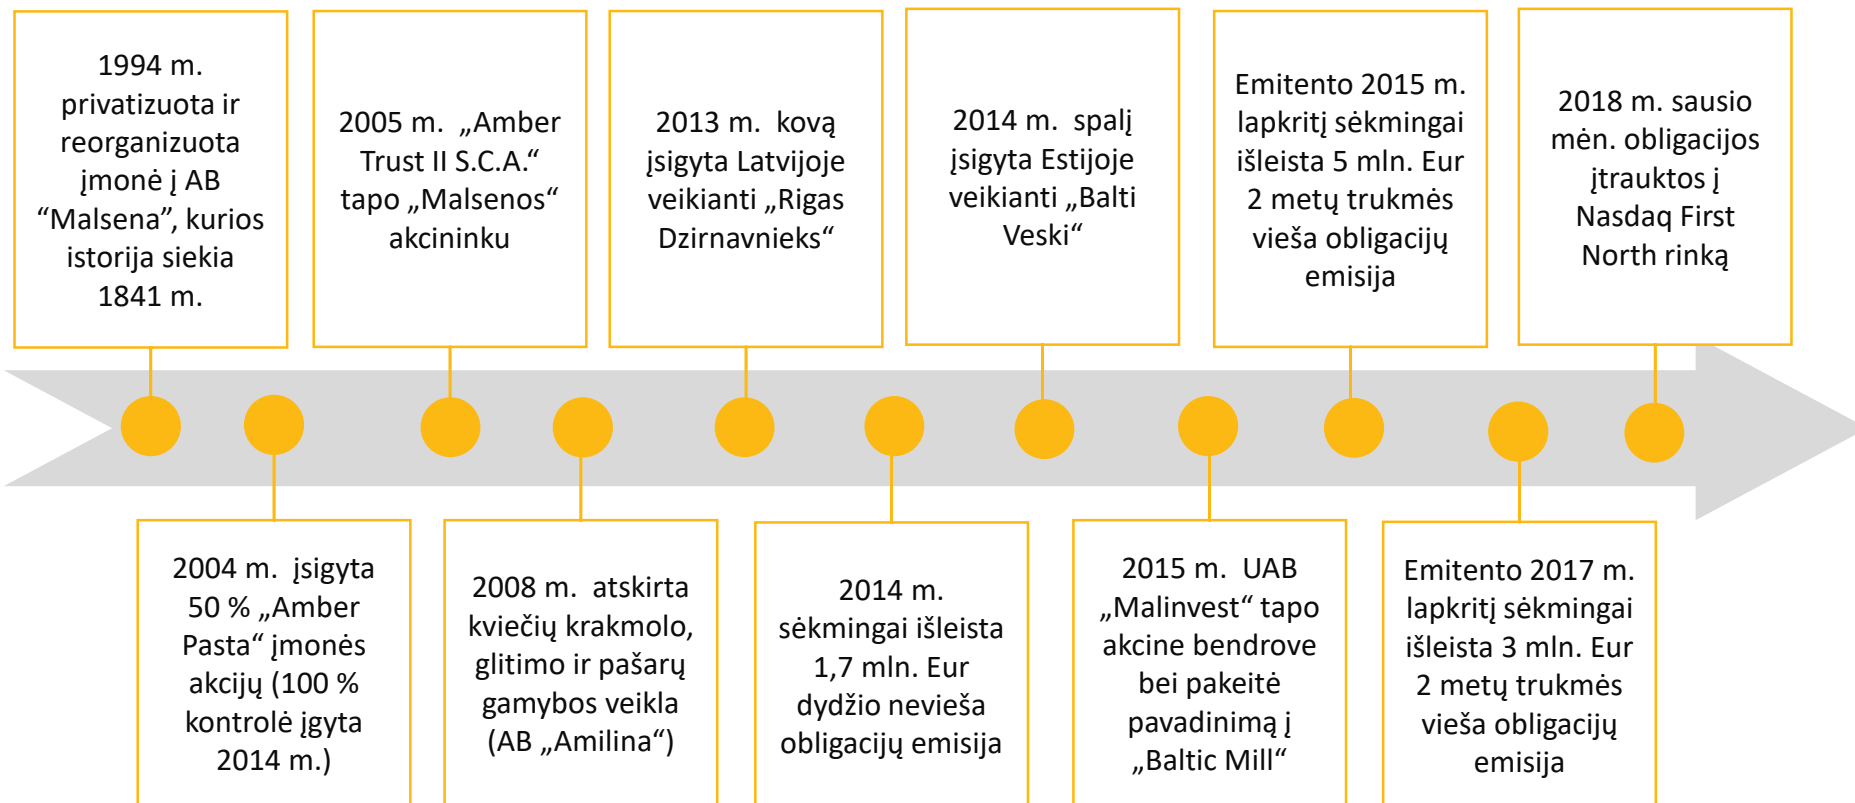 1994 m.
privatizuota ir
reorganizuota
įmonė į AB
“Malsena”, kurios
istorija siekia
1841 m.
2005 m. „Amber
Trust II S.C.A.“
tapo „Malsenos“
akcininku
2013 m. kovą
įsigyta Latvijoje
veikianti „Rigas
Dzirnavnieks“
2014 m. spalį
įsigyta Estijoje
veikianti „Balti
Veski“
Emitento 2015 m.
lapkritį sėkmingai
išleista 5 mln. Eur
2 metų trukmės
vieša obligacijų
emisija
2018 m. sausio
mėn. obligacijos
įtrauktos į
Nasdaq First
North rinką
2004 m. įsigyta
50 % „Amber
Pasta“ įmonės
akcijų (100 %
kontrolė įgyta
2014 m.)
2008 m. atskirta
kviečių krakmolo,
glitimo ir pašarų
gamybos veikla
(AB „Amilina“)
2014 m.
sėkmingai išleista
1,7 mln. Eur
dydžio nevieša
obligacijų emisija
2015 m. UAB
„Malinvest“ tapo
akcine bendrove
bei pakeitė
pavadinimą į
„Baltic Mill“
Emitento 2017 m.
lapkritį sėkmingai
išleista 3 mln. Eur
2 metų trukmės
vieša obligacijų
emisija